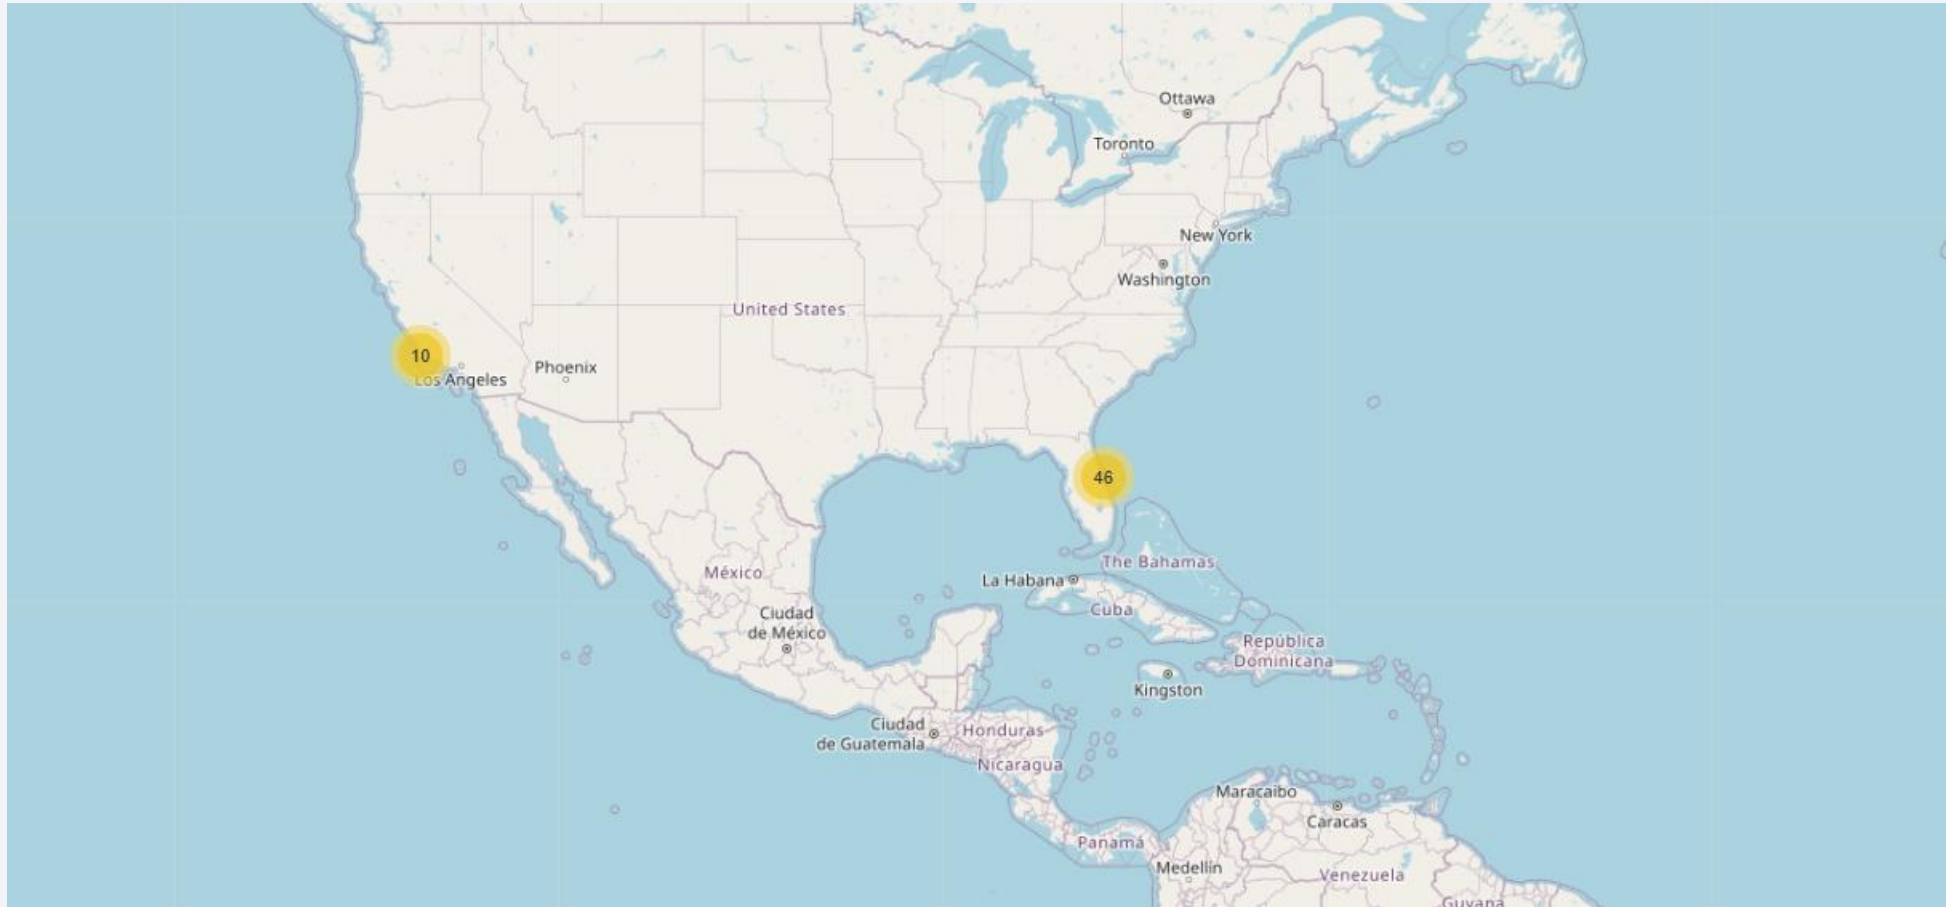 Ottawa
Toronto
New York
Washington
United States
10
Los Angeles
Phoenix
46
The Bahamas
La Habana
México
Cuba
Ciudad
de México
República
Dominicana
Kingston
Ciudad
de Guatemala
Honduras
Nicaragua
Maracaibo
Caracas
Panamá
Medellín
Venezuela
Guyana